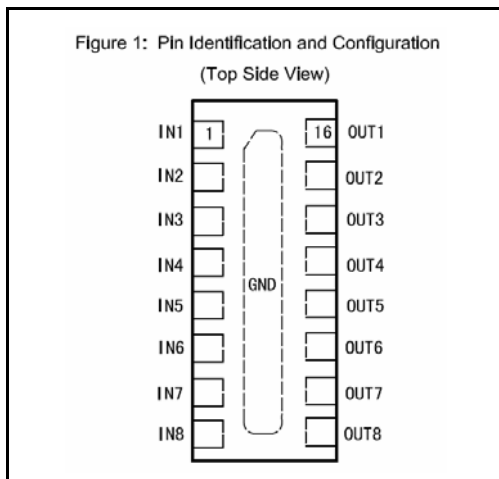 Figure 1: Pin Identification and Configuration
(Top Side View)
IN1 1 16 OUT1
IN2 OUT2
IN3 OUT3
IN4 OUT4
GND
IN5 OUT5
IN6 OUT6
IN7 OUT7
IN8 OUT8